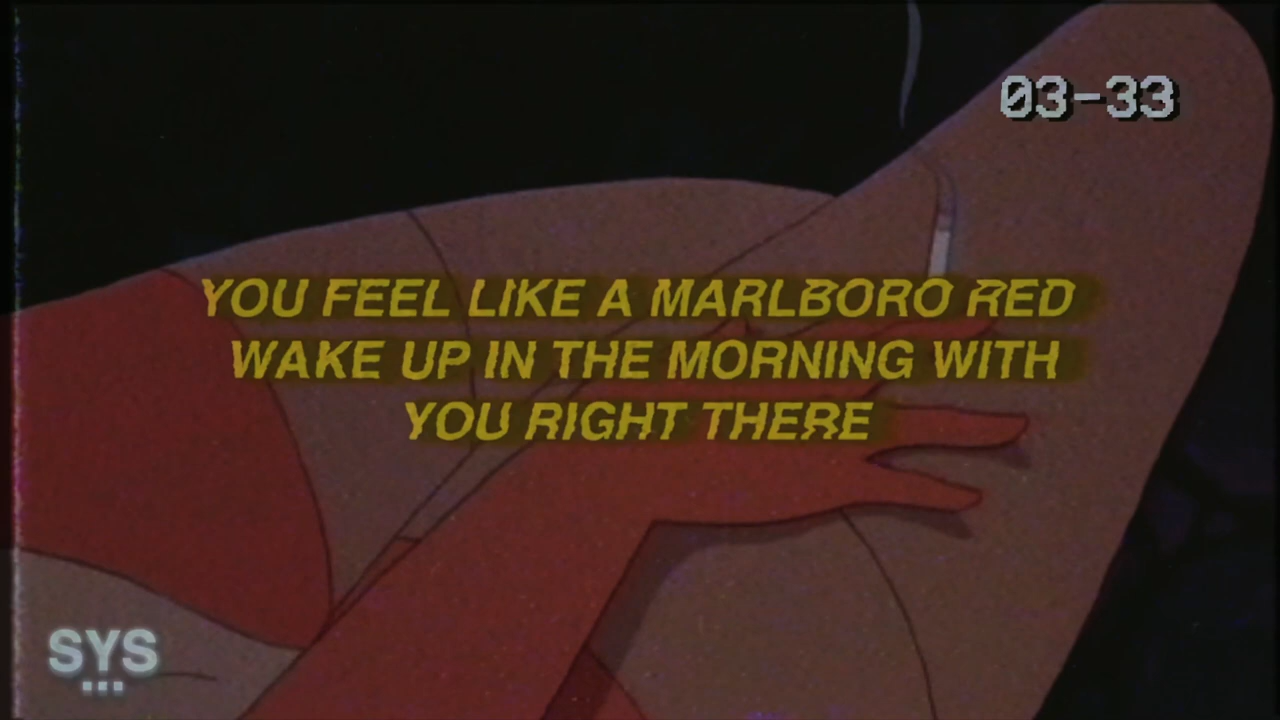 03-33
YOU FEEL LIKE A MARLBORO RED
WAKE UP IN THE MORNING WITH
YOU RIGHT THERE
SYS